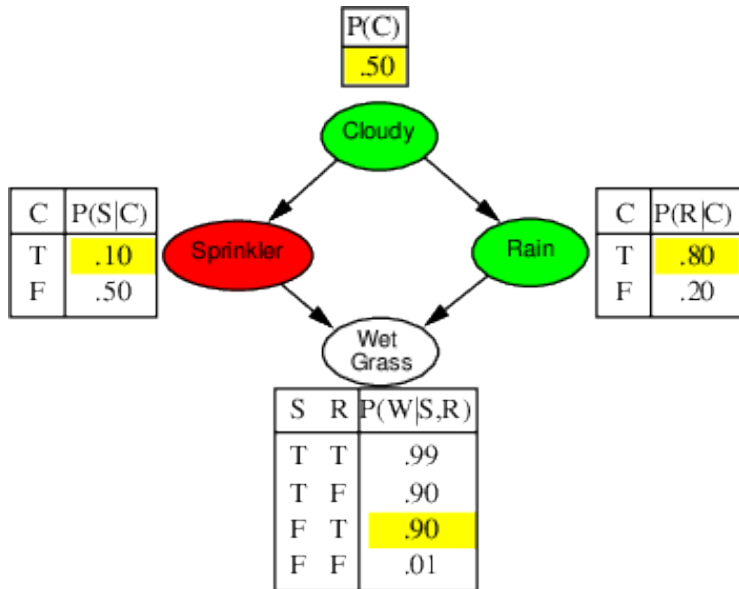 P(C)
.50
Cloudy
C P(S|C)
T .10
F .50
Sprinkler
Rain
C P(R|C)
T .80
F .20
Wet
Grass
S R P(W|S,R)
T T .99
T F .90
F T .90
F F .01